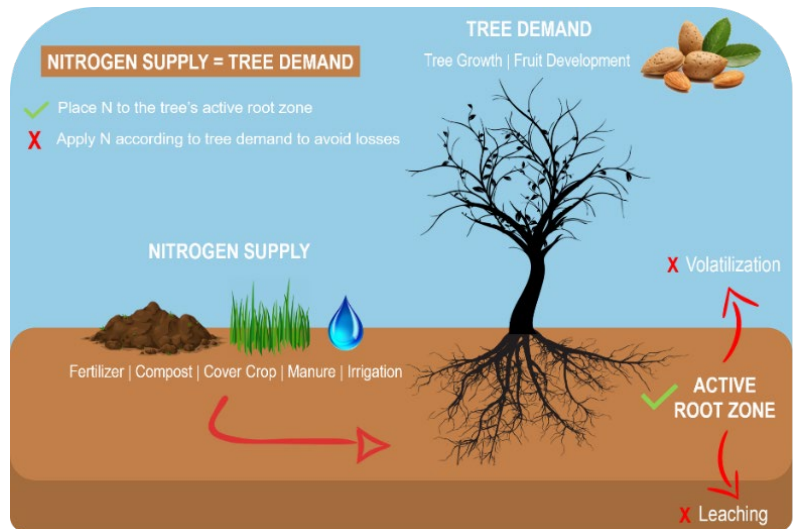 TREE DEMAND
Tree Growth | Fruit Development
NITROGEN SUPPLY = TREE DEMAND
Place N to the tree's active root zone
X Apply N according to tree demand to avoid losses
NITROGEN SUPPLY
Fertilizer | Compost | Cover Crop | Manure | Irrigation
X Volatilization
ACTIVE
ROOT ZONE
X Leaching